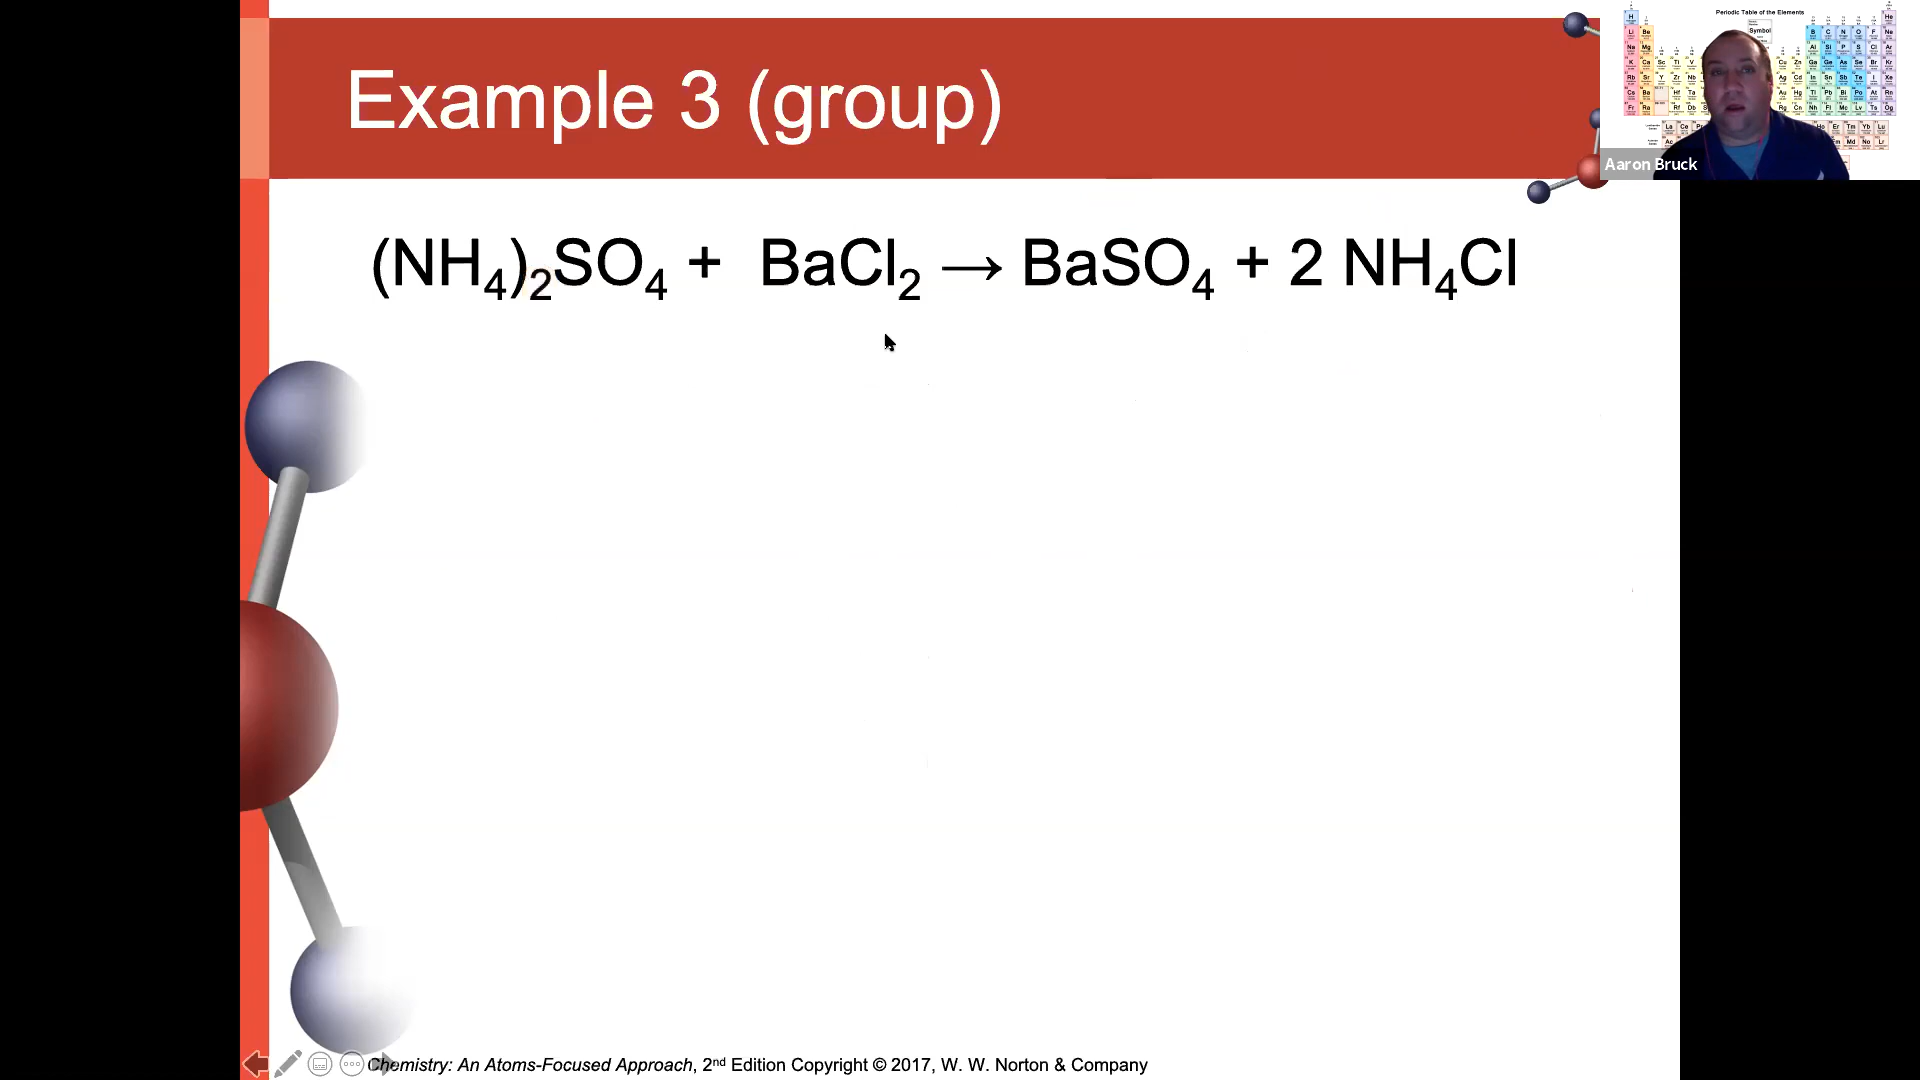 Example 3 (group)
(NH₄)₂SO₄ + BaCl₂ → BaSO₄ + 2 NH₄Cl
Periodic Table of the Elements
Symbol
Aaron Bruck
Chemistry: An Atoms-Focused Approach, 2nd Edition Copyright © 2017, W. W. Norton & Company